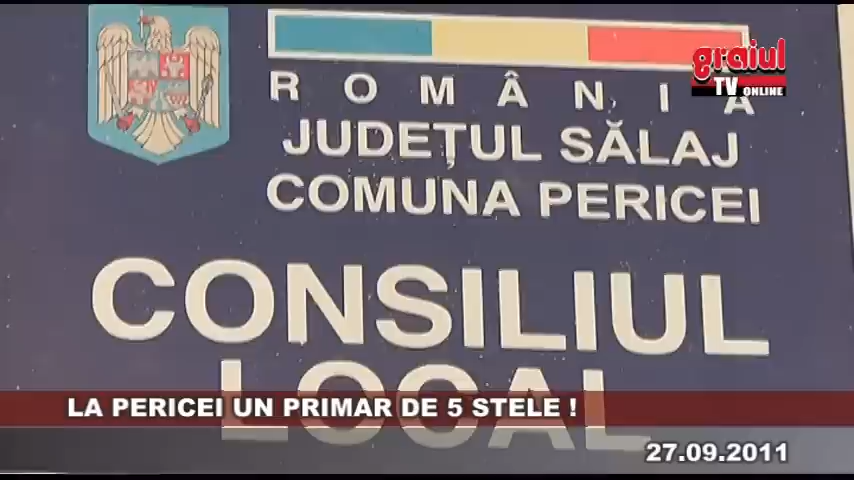 graiul
TV ONLINE
ROMÂNIA
JUDEȚUL SĂLAJ
COMUNA PERICEI
CONSILIUL
LOCAL
LA PERICEI UN PRIMAR DE 5 STELE !
27.09.2011